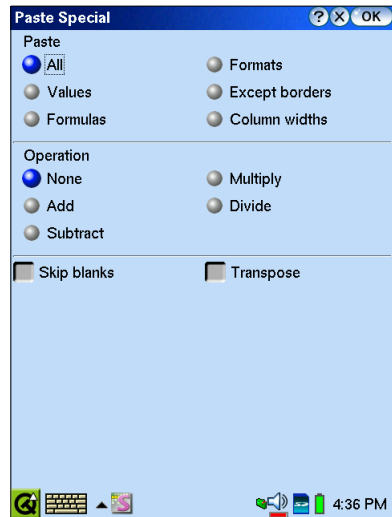 Paste Special ? X OK
Paste
All Formats
Values Except borders
Formulas Column widths
Operation
None Multiply
Add Divide
Subtract
Skip blanks Transpose
4:36 PM